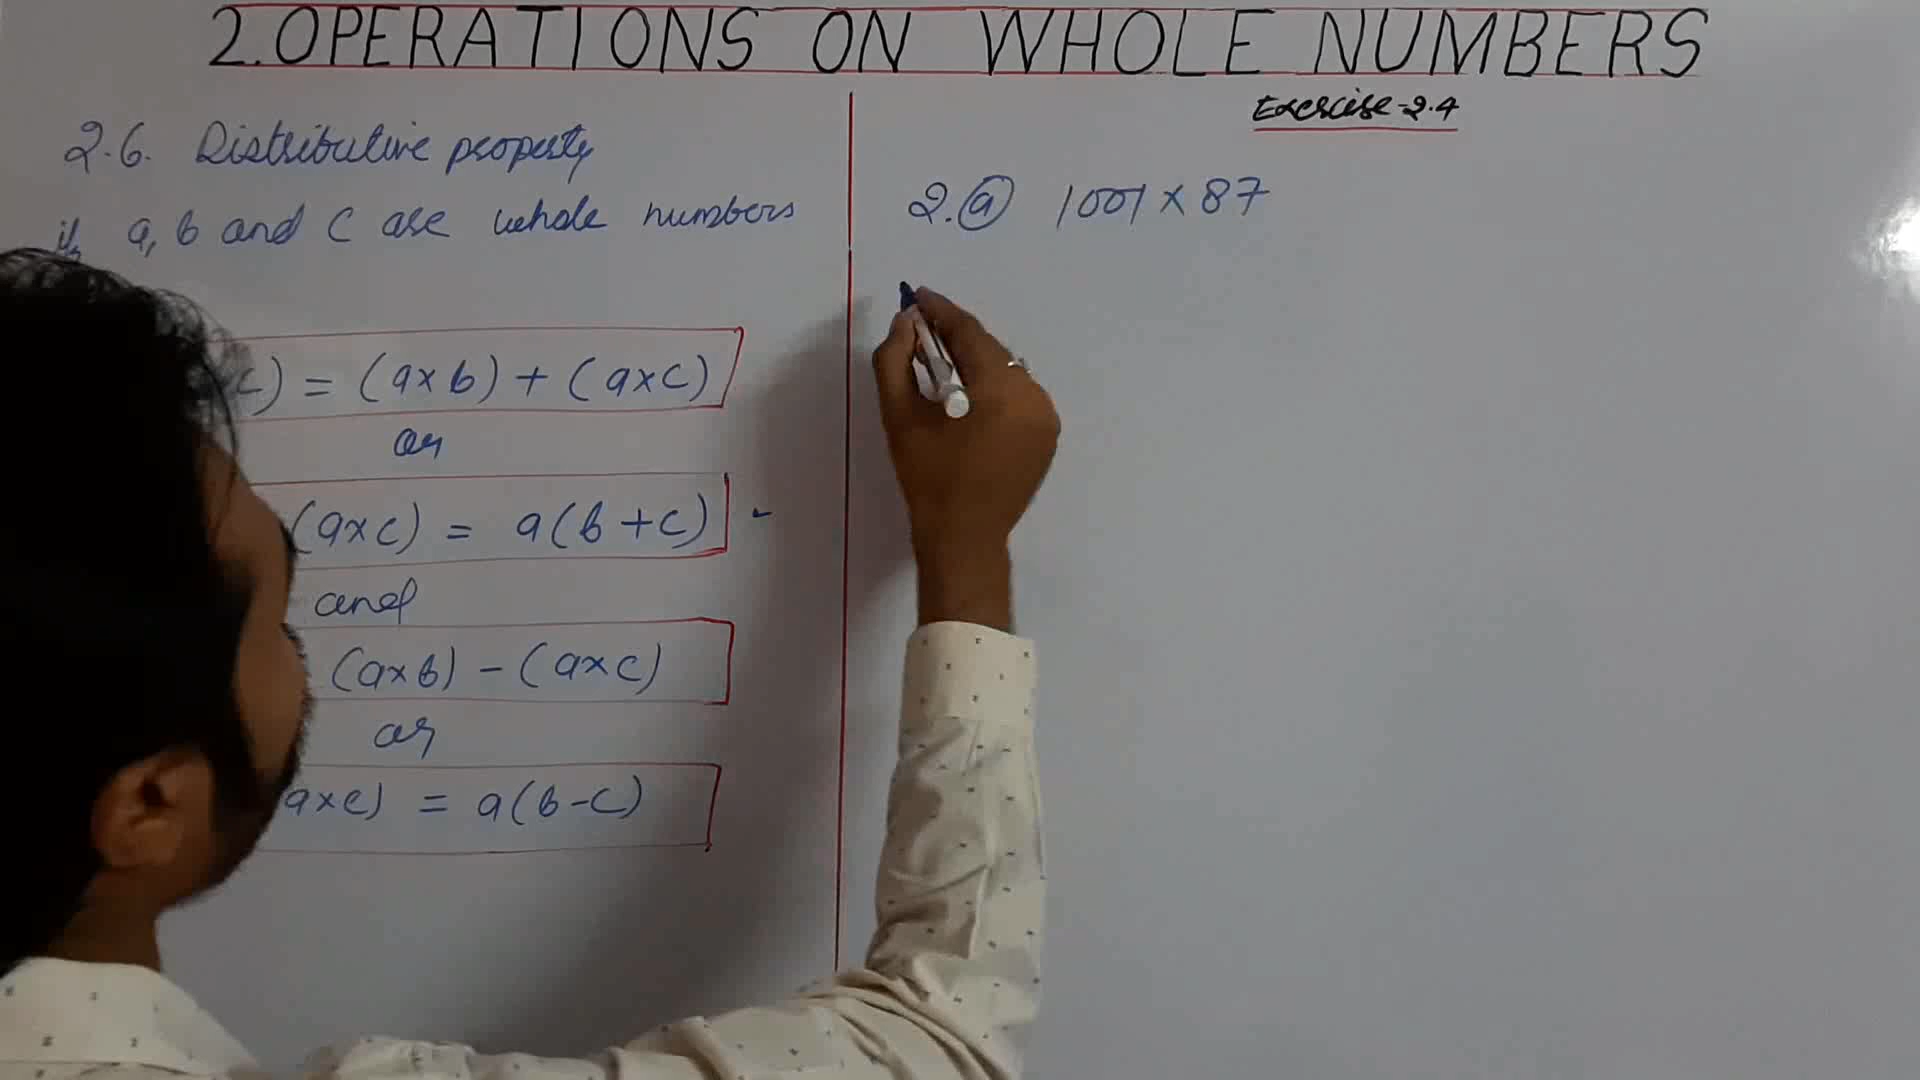 2. OPERATIONS ON WHOLE NUMBERS
2.6. Distributive property
if a, b and c are whole numbers
c) = (a×b) + (a×c)
or
(a×c) = a(b+c)
and
(a×b) - (a×c)
or
a×c) = a(b-c)
Exercise-2.4
2. (a) 1001 × 87